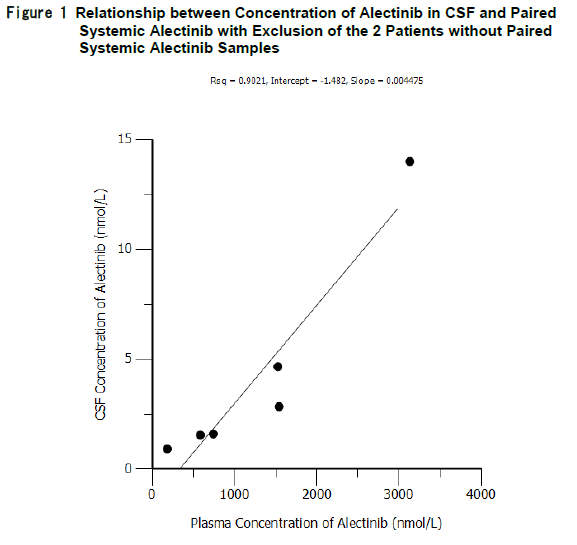 Figure 1 Relationship between Concentration of Alectinib in CSF and Paired
Systemic Alectinib with Exclusion of the 2 Patients without Paired
Systemic Alectinib Samples
Rsq = 0.9021, Intercept = -1.482, Slope = 0.004475
15
10
5
0
CSF Concentration of Alectinib (nmol/L)
0 1000 2000 3000 4000
Plasma Concentration of Alectinib (nmol/L)